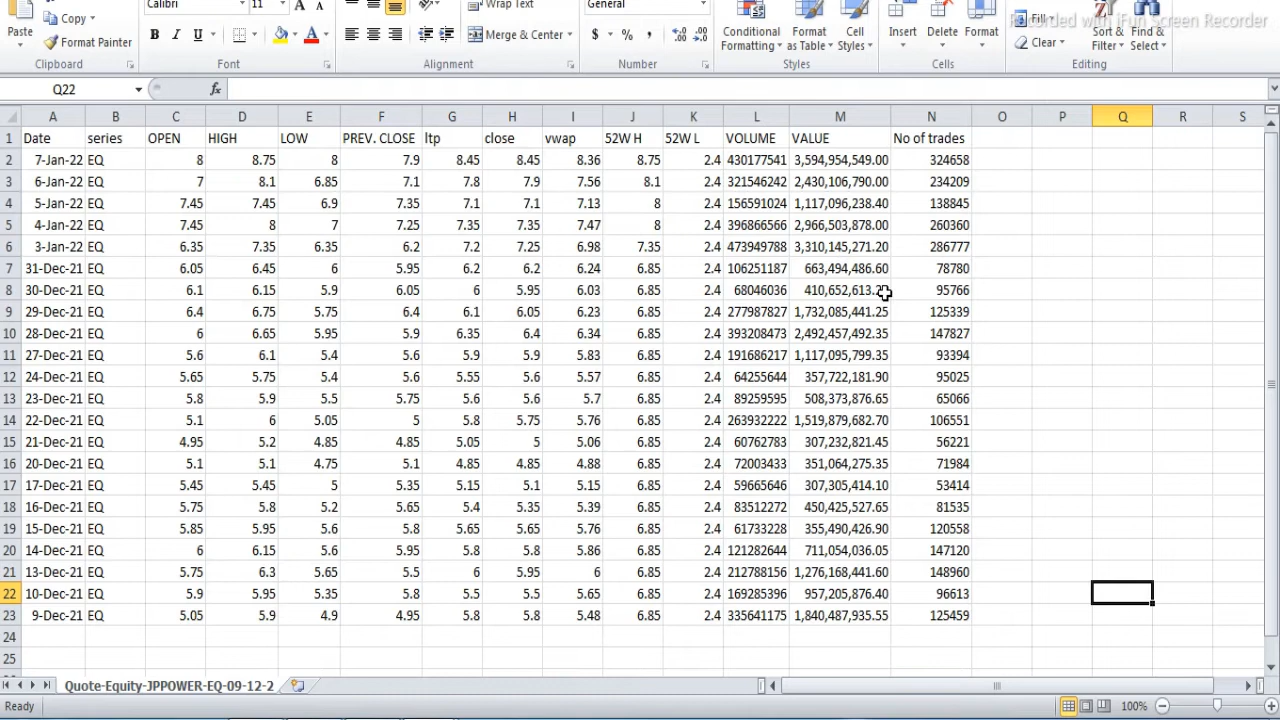 Calibri 11 A A Wrap Text General Recorded with iFun Screen Recorder
Paste Copy Format Painter B I U A Merge & Center $ % , Conditional Formatting Format as Table Cell Styles Insert Delete Format Fill Clear Sort & Filter Find & Select
Clipboard Font Alignment Number Styles Cells Editing
Q22 fx
A B C D E F G H I J K L M N O P Q R S
1 Date series OPEN HIGH LOW PREV. CLOSE ltp close vwap 52W H 52W L VOLUME VALUE No of trades
2 7-Jan-22 EQ 8 8.75 8 7.9 8.45 8.45 8.36 8.75 2.4 430177541 3,594,954,549.00 324658
3 6-Jan-22 EQ 7 8.1 6.85 7.1 7.8 7.9 7.56 8.1 2.4 321546242 2,430,106,790.00 234209
4 5-Jan-22 EQ 7.45 7.45 6.9 7.35 7.1 7.1 7.13 8 2.4 156591024 1,117,096,238.40 138845
5 4-Jan-22 EQ 7.45 8 7 7.25 7.35 7.35 7.47 8 2.4 396866566 2,966,503,878.00 260360
6 3-Jan-22 EQ 6.35 7.35 6.35 6.2 7.2 7.25 6.98 7.35 2.4 473949788 3,310,145,271.20 286777
7 31-Dec-21 EQ 6.05 6.45 6 5.95 6.2 6.2 6.24 6.85 2.4 106251187 663,494,486.60 78780
8 30-Dec-21 EQ 6.1 6.15 5.9 6.05 6 5.95 6.03 6.85 2.4 68046036 95766
9 29-Dec-21 EQ 6.4 6.75 5.75 6.4 6.1 6.05 6.23 6.85 2.4 277987827 1,732,085,441.25 125339
10 28-Dec-21 EQ 6 6.65 5.95 5.9 6.35 6.4 6.34 6.85 2.4 393208473 2,492,457,492.35 147827
11 27-Dec-21 EQ 5.6 6.1 5.4 5.6 5.9 5.9 5.83 6.85 2.4 191686217 1,117,095,799.35 93394
12 24-Dec-21 EQ 5.65 5.75 5.4 5.6 5.55 5.6 5.57 6.85 2.4 64255644 357,722,181.90 95025
13 23-Dec-21 EQ 5.8 5.9 5.5 5.75 5.6 5.6 5.7 6.85 2.4 89259595 508,373,876.65 65066
14 22-Dec-21 EQ 5.1 6 5.05 5 5.8 5.75 5.76 6.85 2.4 263932222 1,519,879,682.70 106551
15 21-Dec-21 EQ 4.95 5.2 4.85 4.85 5.05 5 5.06 6.85 2.4 60762783 307,232,821.45 56221
16 20-Dec-21 EQ 5.1 5.1 4.75 5.1 4.85 4.85 4.88 6.85 2.4 72003433 351,064,275.35 71984
17 17-Dec-21 EQ 5.45 5.45 5 5.35 5.15 5.1 5.15 6.85 2.4 59665646 307,305,414.10 53414
18 16-Dec-21 EQ 5.75 5.8 5.2 5.65 5.4 5.35 5.39 6.85 2.4 83512272 450,425,527.65 81535
19 15-Dec-21 EQ 5.85 5.95 5.6 5.8 5.65 5.65 5.76 6.85 2.4 61733228 355,490,426.90 120558
20 14-Dec-21 EQ 6 6.15 5.6 5.95 5.8 5.8 5.86 6.85 2.4 121282644 711,054,036.05 147120
21 13-Dec-21 EQ 5.75 6.3 5.65 5.5 6 5.95 6 6.85 2.4 212788156 1,276,168,441.60 148960
22 10-Dec-21 EQ 5.9 5.95 5.35 5.8 5.5 5.5 5.65 6.85 2.4 169285393 957,205,876.40 96613
23 9-Dec-21 EQ 5.05 5.9 4.9 4.95 5.8 5.8 5.48 6.85 2.4 335641175 1,840,487,935.55 125459
24
25
Quote-Equity-JPPOWER-EQ-09-12-2
Ready 100%